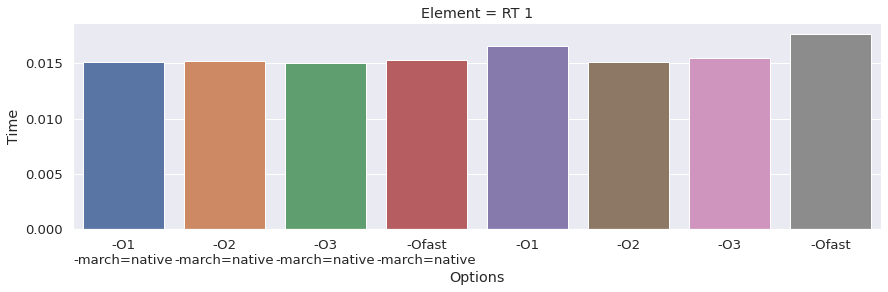 Element = RT 1
Time
0.015
0.010
0.005
0.000
-O1
-march=native
-O2
-march=native
-O3
-march=native
-Ofast
-march=native
-O1
-O2
-O3
-Ofast
Options